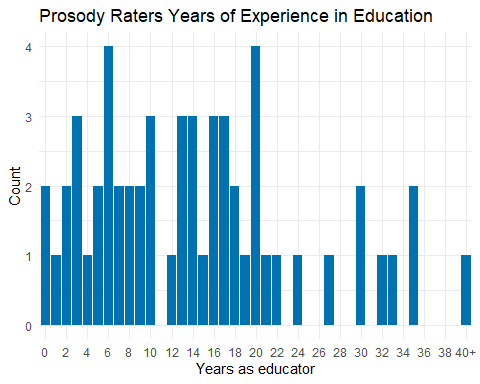 Prosody Raters Years of Experience in Education
4
3
2
1
0
Count
0 2 4 6 8 10 12 14 16 18 20 22 24 26 28 30 32 34 36 38 40+
Years as educator